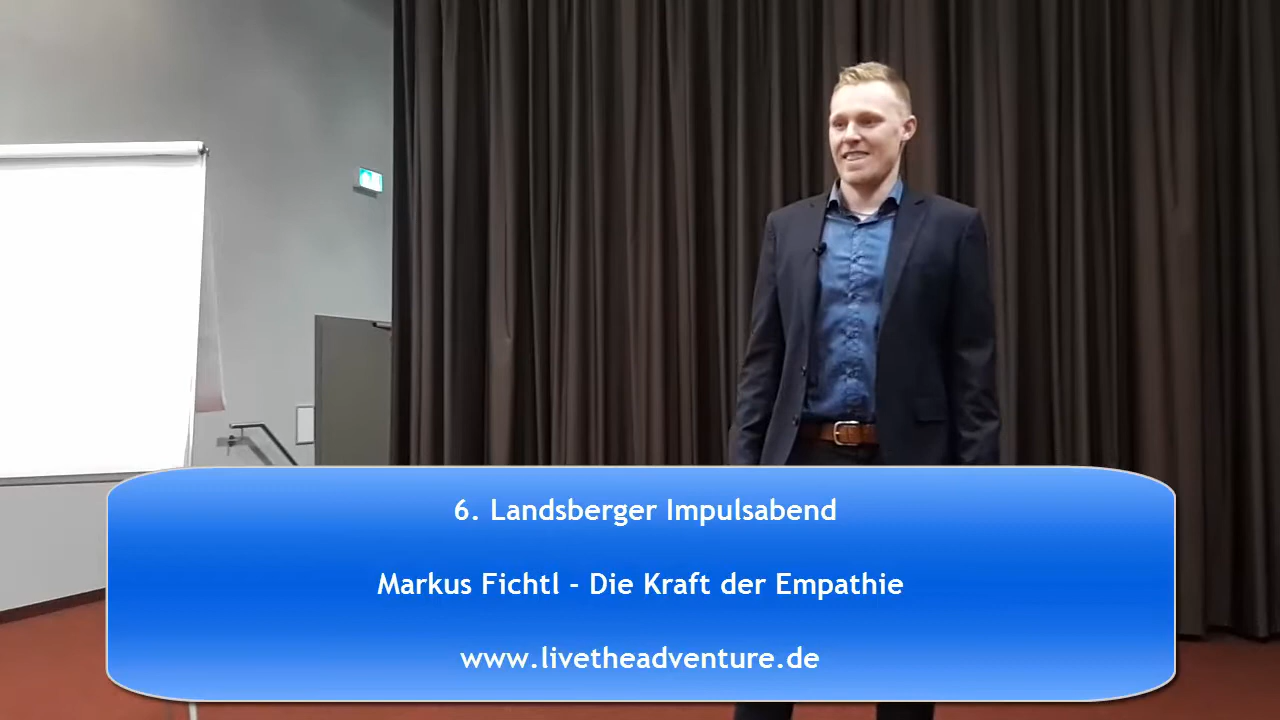 6. Landsberger Impulsabend
Markus Fichtl - Die Kraft der Empathie
www.livetheadventure.de